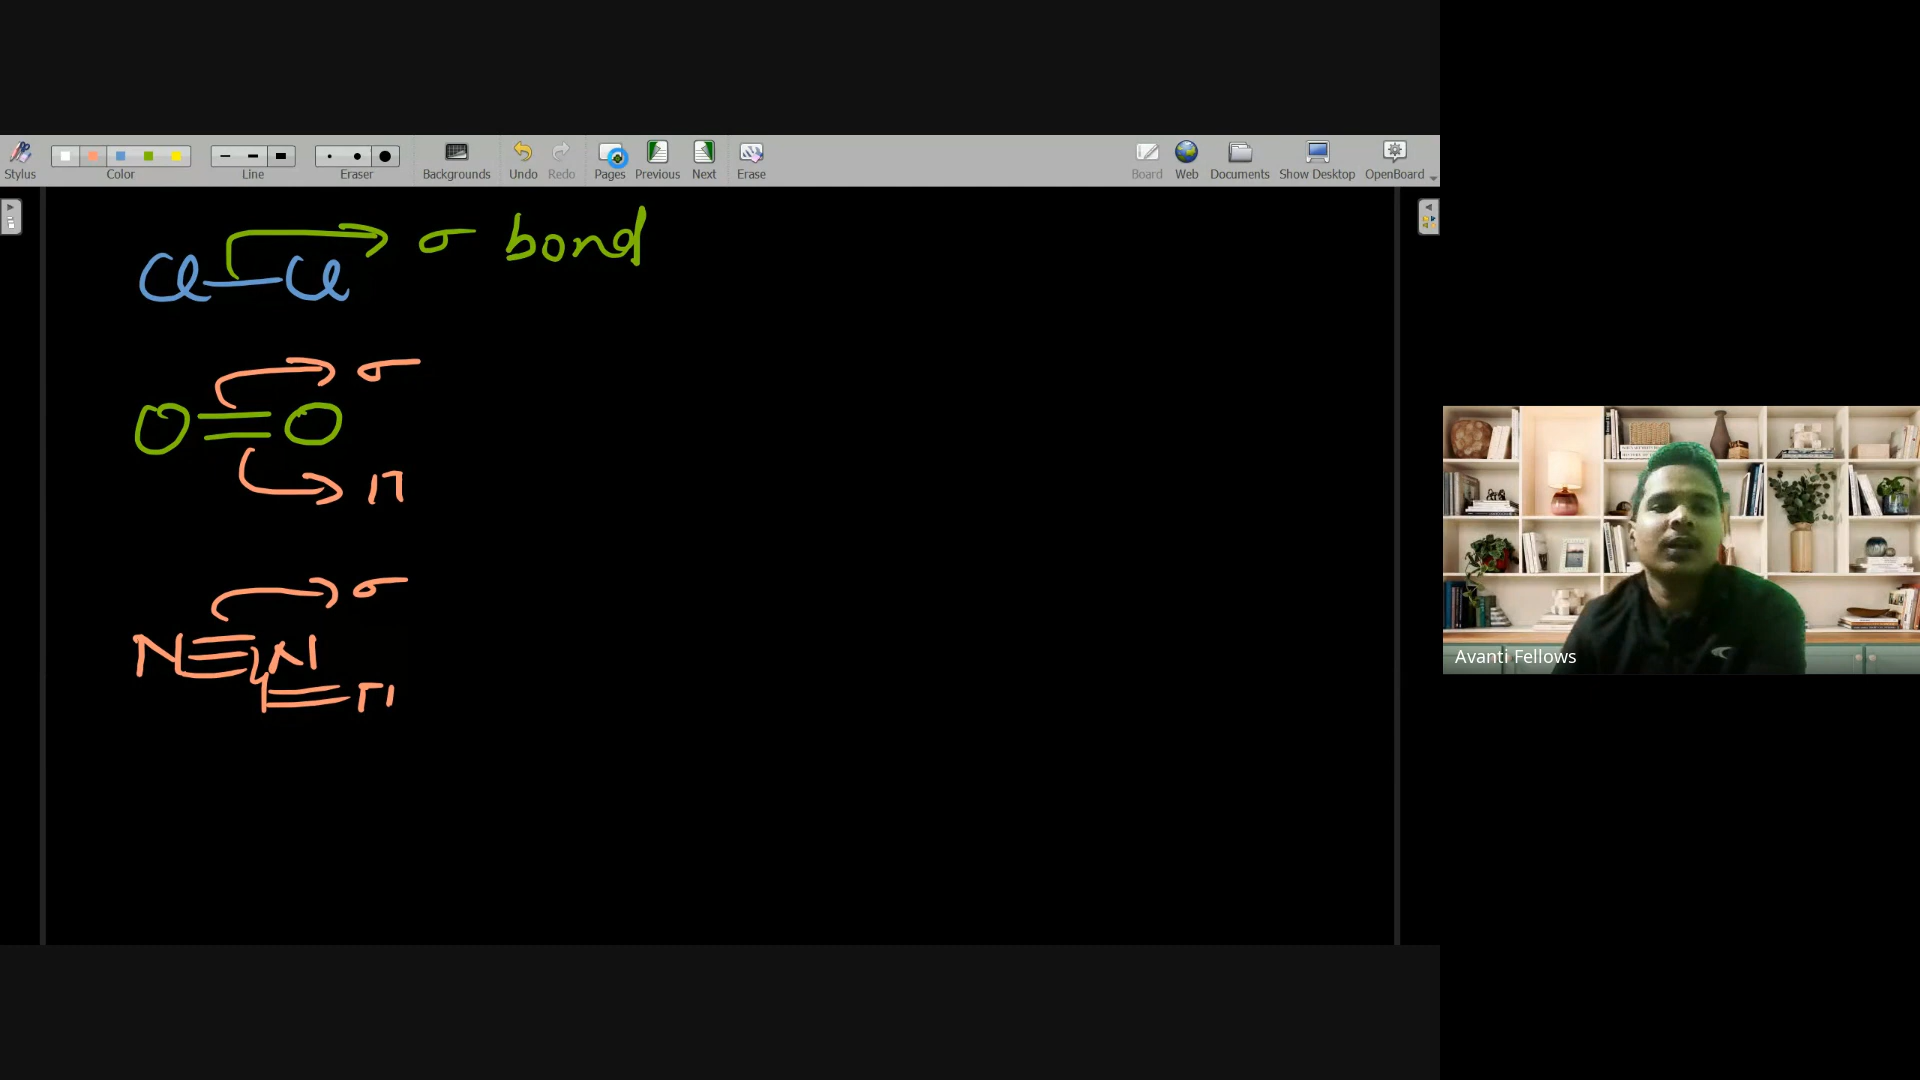 Stylus Color Line Eraser Backgrounds Undo Redo Pages Previous Next Erase Board Web Documents Show Desktop OpenBoard
Cl—Cl → σ bond
→ σ
O=O
→ π
→ σ
N≡N
π
Avanti Fellows